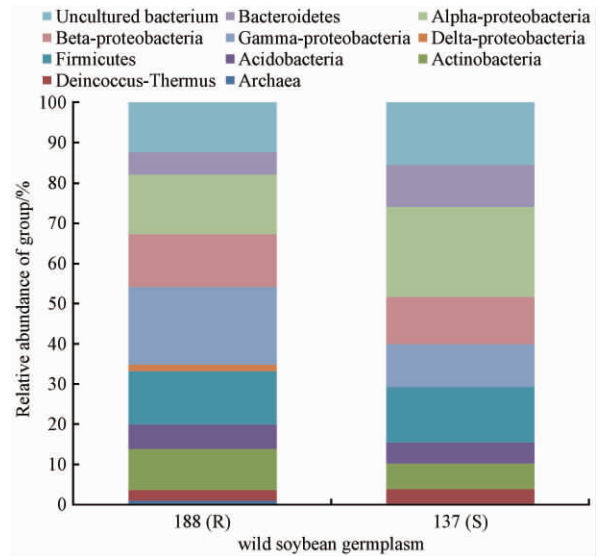 Uncultured bacterium Bacteroidetes Alpha-proteobacteria
Beta-proteobacteria Gamma-proteobacteria Delta-proteobacteria
Firmicutes Acidobacteria Actinobacteria
Deincoccus-Thermus Archaea
Relative abundance of group/%
100
90
80
70
60
50
40
30
20
10
0
188 (R) 137 (S)
wild soybean germplasm